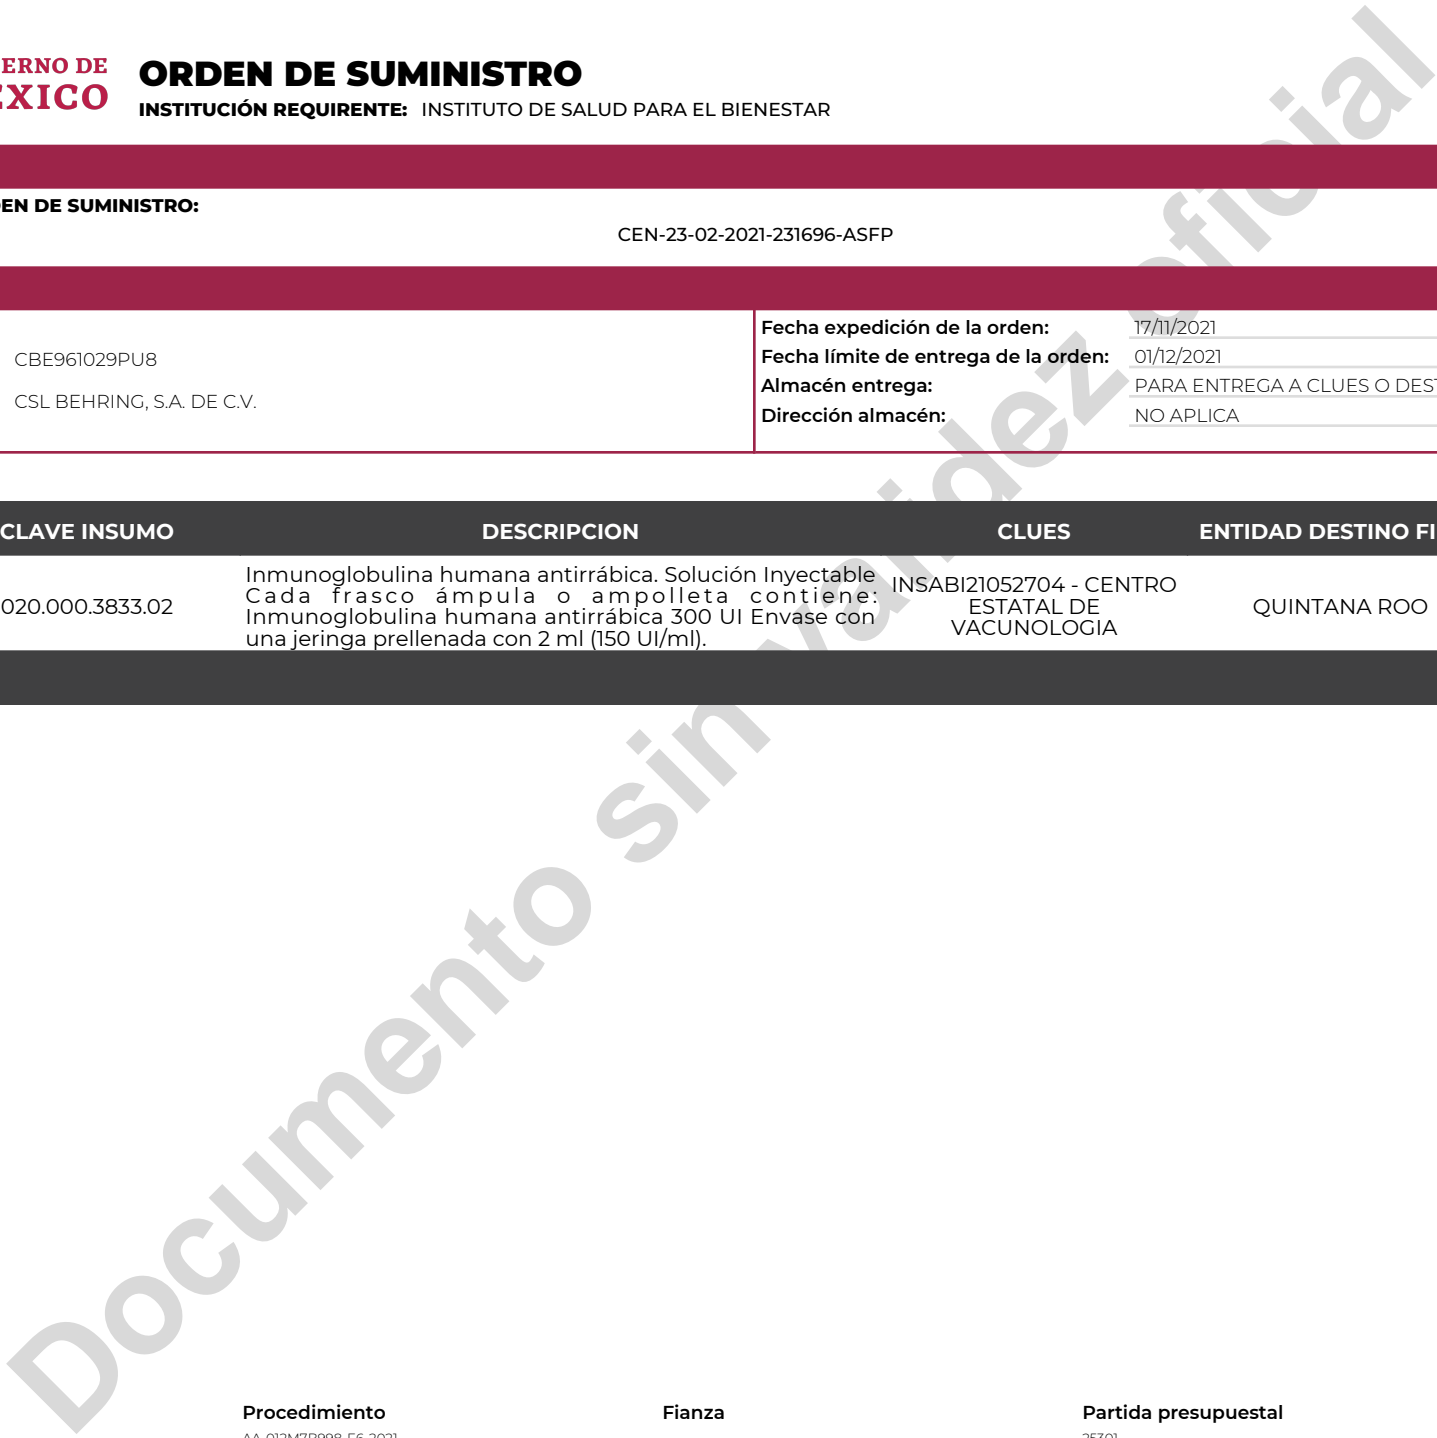 ERNO DE
EXICO
ORDEN DE SUMINISTRO
INSTITUCIÓN REQUIRENTE: INSTITUTO DE SALUD PARA EL BIENESTAR
EN DE SUMINISTRO:
CEN-23-02-2021-231696-ASFP
CBE961029PU8
CSL BEHRING, S.A. DE C.V.
Fecha expedición de la orden: 17/11/2021
Fecha límite de entrega de la orden: 01/12/2021
Almacén entrega: PARA ENTREGA A CLUES O DEST
Dirección almacén: NO APLICA
CLAVE INSUMO DESCRIPCION CLUES ENTIDAD DESTINO FI
020.000.3833.02
Inmunoglobulina humana antirrábica. Solución Inyectable
Cada frasco ámpula o ampolleta contiene:
Inmunoglobulina humana antirrábica 300 UI Envase con
una jeringa prellenada con 2 ml (150 UI/ml).
INSABI21052704 - CENTRO
ESTATAL DE
VACUNOLOGIA
QUINTANA ROO
Documento sin validez oficial
Procedimiento Fianza Partida presupuestal